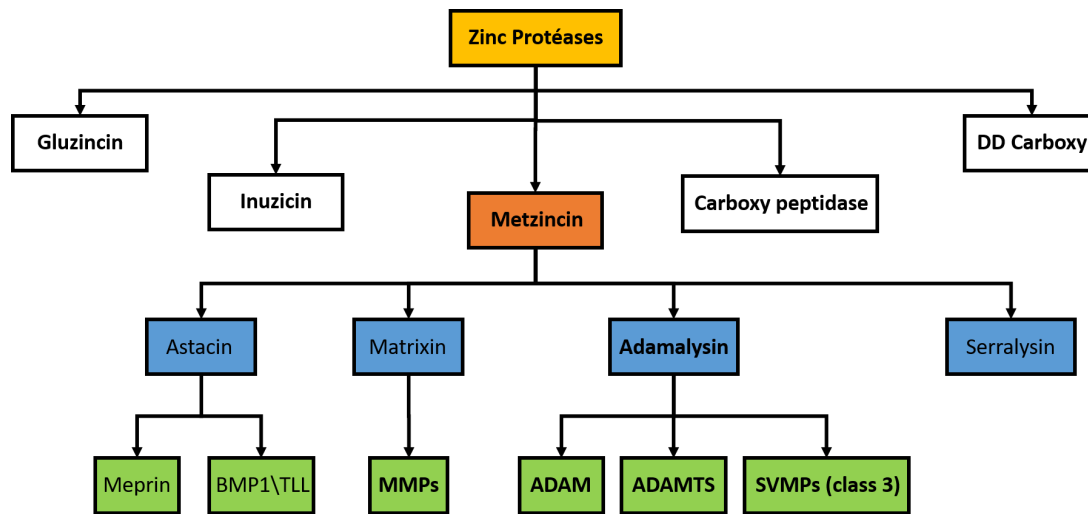 Zinc Protéases
Gluzincin
DD Carboxy
Inuzicin
Carboxy peptidase
Metzincin
Astacin
Matrixin
Adamalysin
Serralysin
Meprin
BMP1\TLL
MMPs
ADAM
ADAMTS
SVMPs (class 3)